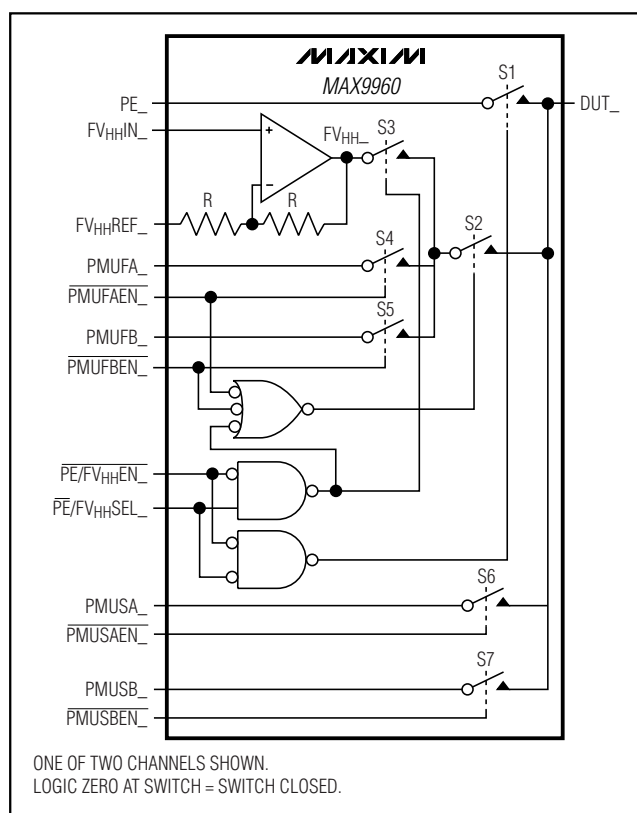 MAXIM
MAX9960
S1
PE_
DUT_
FVHHIN_
+
FVHH_
S3
−
R
R
S2
FVHHREF_
S4
PMUFA_
PMUFAEN_
S5
PMUFB_
PMUFBEN_
PE/FVHHEN_
PE/FVHHSEL_
S6
PMUSA_
PMUSAEN_
S7
PMUSB_
PMUSBEN_
ONE OF TWO CHANNELS SHOWN.
LOGIC ZERO AT SWITCH = SWITCH CLOSED.